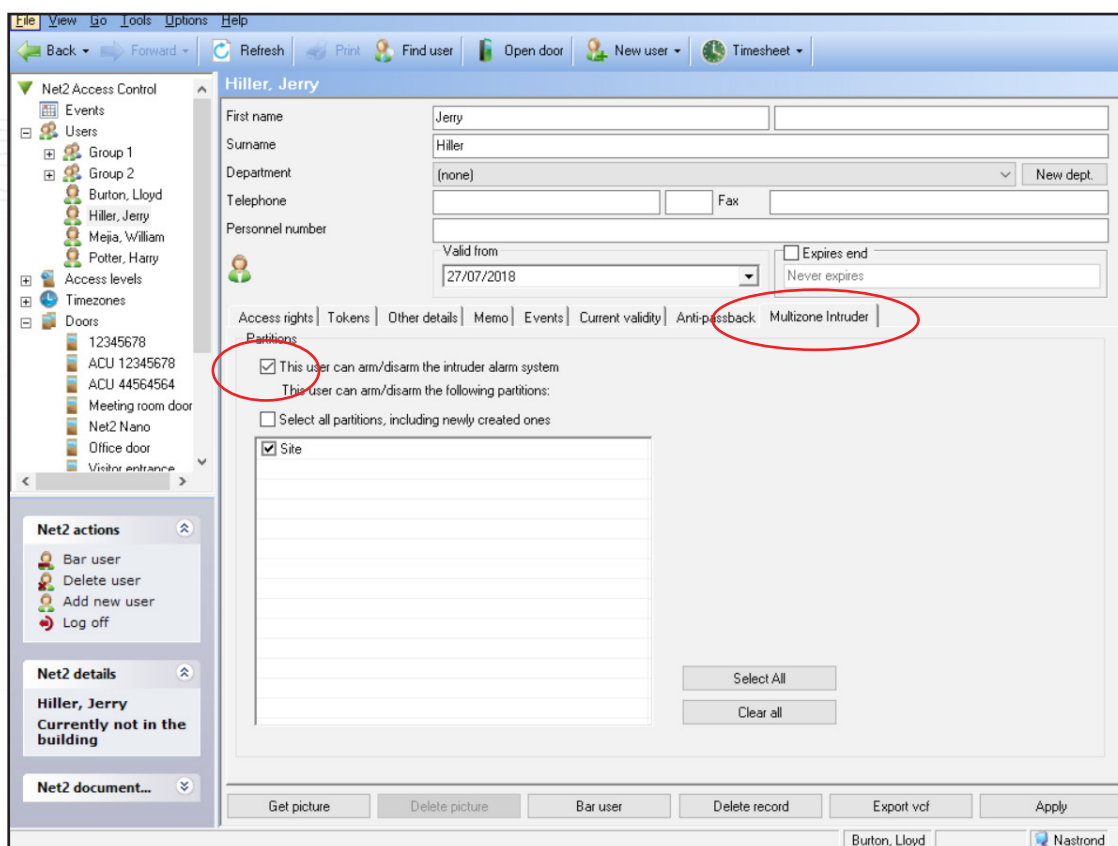 File View Go Tools Options Help
Back Forward Refresh Print Find user Open door New user Timesheet
Net2 Access Control
Events
Users
Group 1
Group 2
Burton, Lloyd
Hiller, Jerry
Mejia, William
Potter, Harry
Access levels
Timezones
Doors
12345678
ACU 12345678
ACU 44564564
Meeting room door
Net2 Nano
Office door
Visitor entrance
Net2 actions
Bar user
Delete user
Add new user
Log off
Net2 details
Hiller, Jerry
Currently not in the
building
Net2 document...
Hiller, Jerry
First name Jerry
Surname Hiller
Department (none) New dept.
Telephone Fax
Personnel number
Valid from Expires end
27/07/2018 Never expires
Access rights Tokens Other details Memo Events Current validity Anti-passback Multizone Intruder
Partitions
This user can arm/disarm the intruder alarm system
This user can arm/disarm the following partitions:
Select all partitions, including newly created ones
Site
Select All
Clear all
Get picture Delete picture Bar user Delete record Export vcf Apply
Burton, Lloyd Nastrond